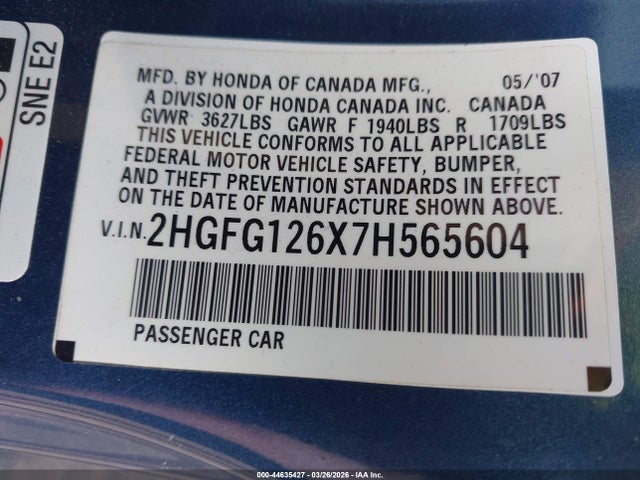 SNE E2
MFD. BY HONDA OF CANADA MFG., 05/'07
A DIVISION OF HONDA CANADA INC. CANADA
GVWR 3627LBS GAWR F 1940LBS R 1709LBS
THIS VEHICLE CONFORMS TO ALL APPLICABLE
FEDERAL MOTOR VEHICLE SAFETY, BUMPER,
AND THEFT PREVENTION STANDARDS IN EFFECT
ON THE DATE OF MANUFACTURE SHOWN ABOVE.
V.I.N. 2HGFG126X7H565604
PASSENGER CAR
000-44635427 - 03/26/2026 - IAA Inc.